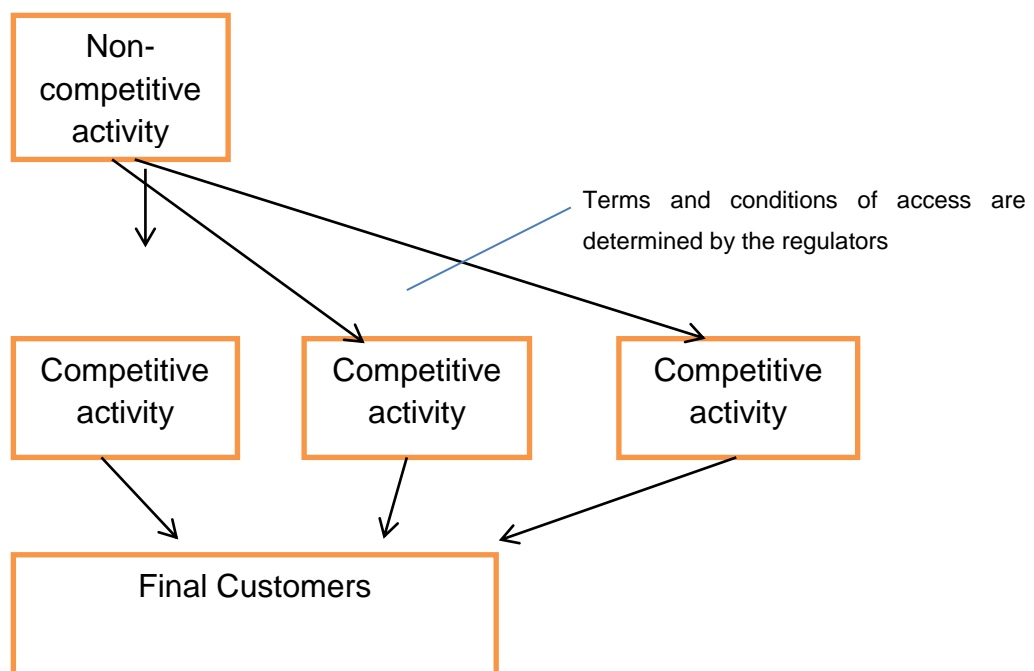 Non-
competitive
activity
Terms and conditions of access are
determined by the regulators
Competitive
activity
Competitive
activity
Competitive
activity
Final Customers